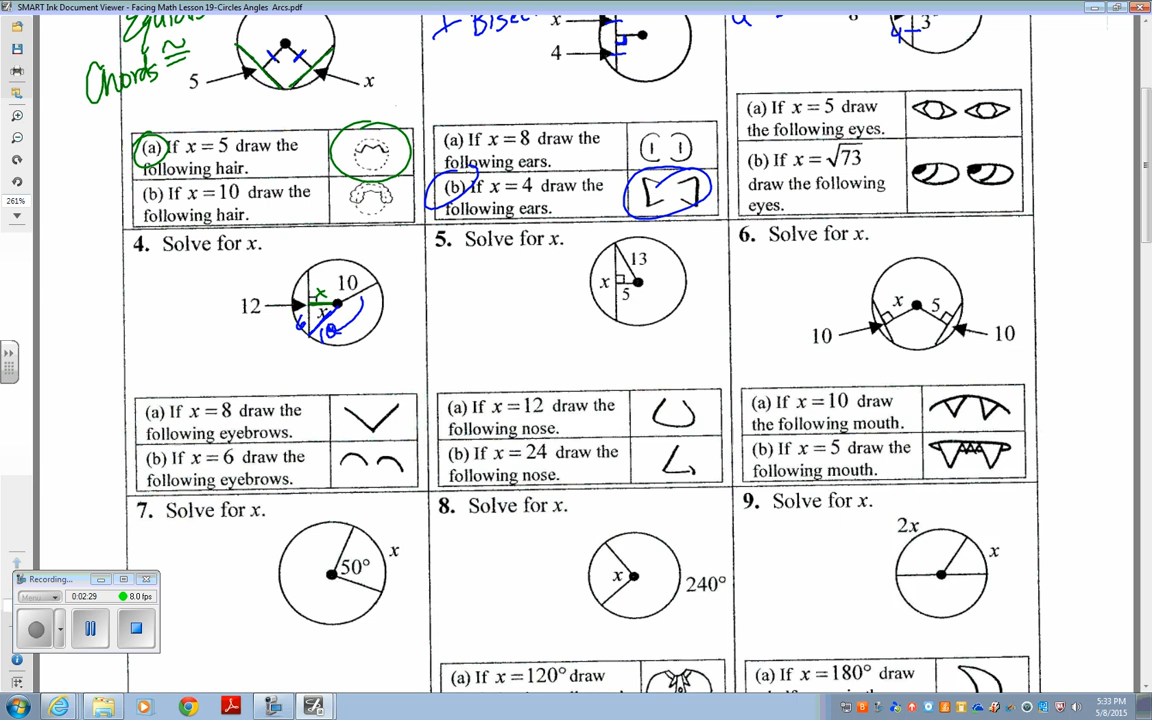 SMART Ink Document Viewer - Facing Math Lesson 19-Circles Angles Arcs.pdf
Chords ≅
5
x
x
4
8
3
4
(a) If x = 5 draw the
following hair.
(b) If x = 10 draw the
following hair.
(a) If x = 8 draw the
following ears.
(b) If x = 4 draw the
following ears.
(a) If x = 5 draw
the following eyes.
(b) If x = √73
draw the following
eyes.
261%
4. Solve for x.
12
10
x
x
6
10
(a) If x = 8 draw the
following eyebrows.
(b) If x = 6 draw the
following eyebrows.
5. Solve for x.
13
x
5
(a) If x = 12 draw the
following nose.
(b) If x = 24 draw the
following nose.
6. Solve for x.
x
5
10
10
(a) If x = 10 draw
the following mouth.
(b) If x = 5 draw the
following mouth.
7. Solve for x.
50°
x
8. Solve for x.
x
240°
(a) If x = 120° draw
9. Solve for x.
2x
x
(a) If x = 180° draw
Recording...
Menu
0:02:29
8.0 fps
5:33 PM
5/8/2015